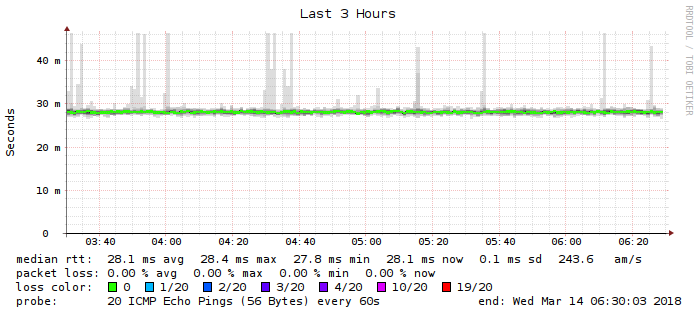 Last 3 Hours
RRDTOOL / TOBI OETIKER
Seconds
40 m
30 m
20 m
10 m
0
03:40 04:00 04:20 04:40 05:00 05:20 05:40 06:00 06:20
median rtt: 28.1 ms avg 28.4 ms max 27.8 ms min 28.1 ms now 0.1 ms sd 243.6 am/s
packet loss: 0.00 % avg 0.00 % max 0.00 % min 0.00 % now
loss color: 0 1/20 2/20 3/20 4/20 10/20 19/20
probe: 20 ICMP Echo Pings (56 Bytes) every 60s end: Wed Mar 14 06:30:03 2018